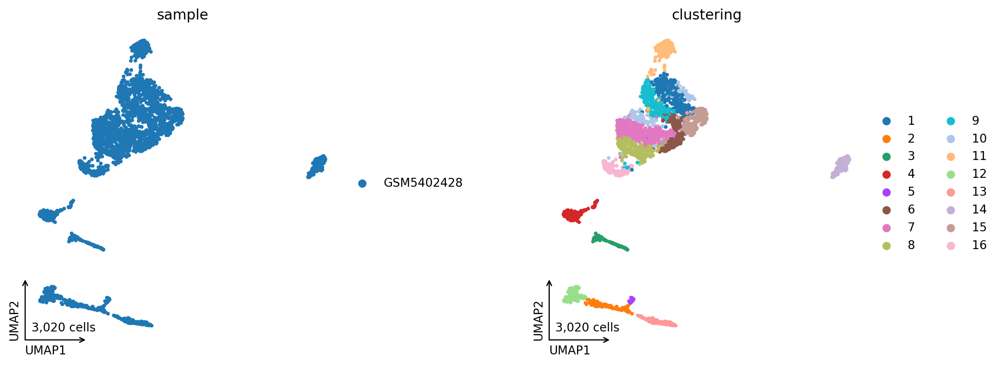 sample
GSM5402428
3,020 cells
UMAP2
UMAP1
clustering
1
2
3
4
5
6
7
8
9
10
11
12
13
14
15
16
3,020 cells
UMAP2
UMAP1